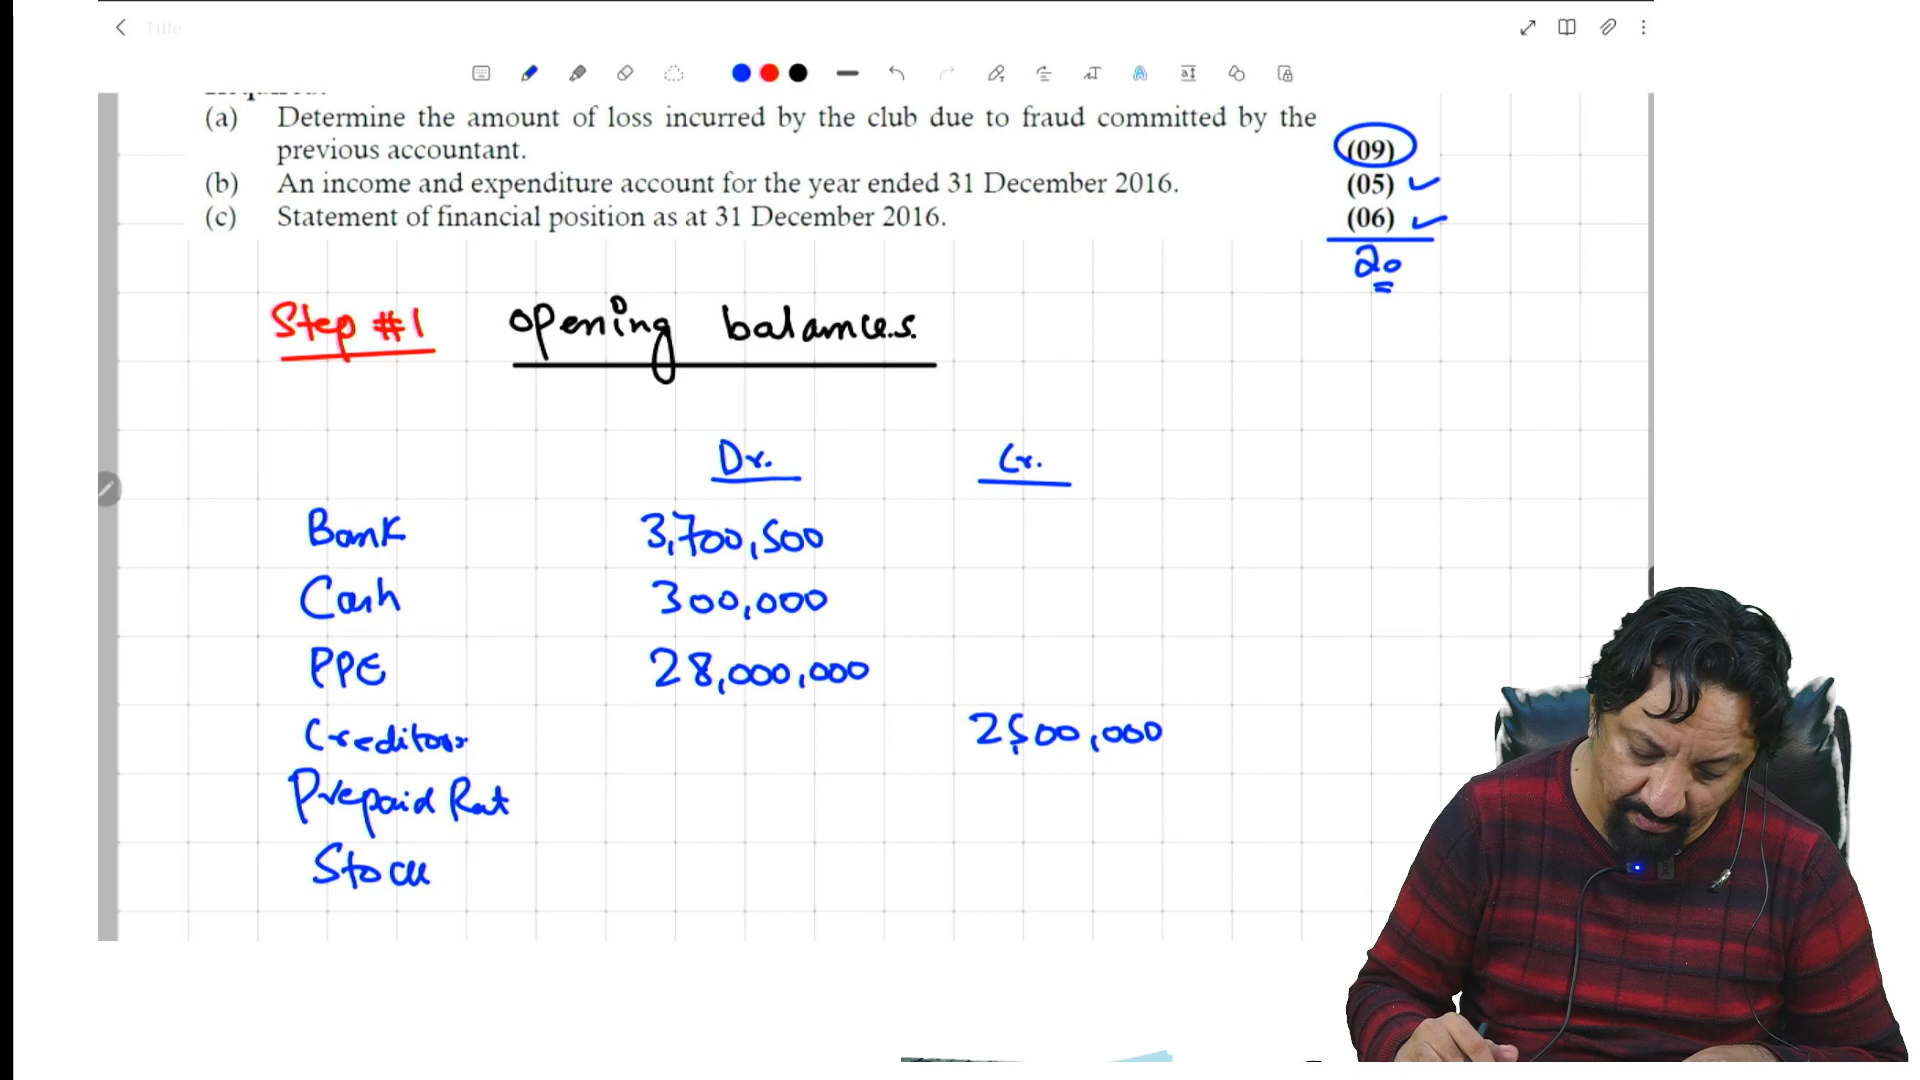 Title
(a) Determine the amount of loss incurred by the club due to fraud committed by the
previous accountant. (09)
(b) An income and expenditure account for the year ended 31 December 2016. (05)
(c) Statement of financial position as at 31 December 2016. (06)
20
Step #1 opening balances.
Dr. Cr.
Bank 3,700,500
Cash 300,000
PPE 28,000,000
Creditors 2,500,000
Prepaid Rent
Stock